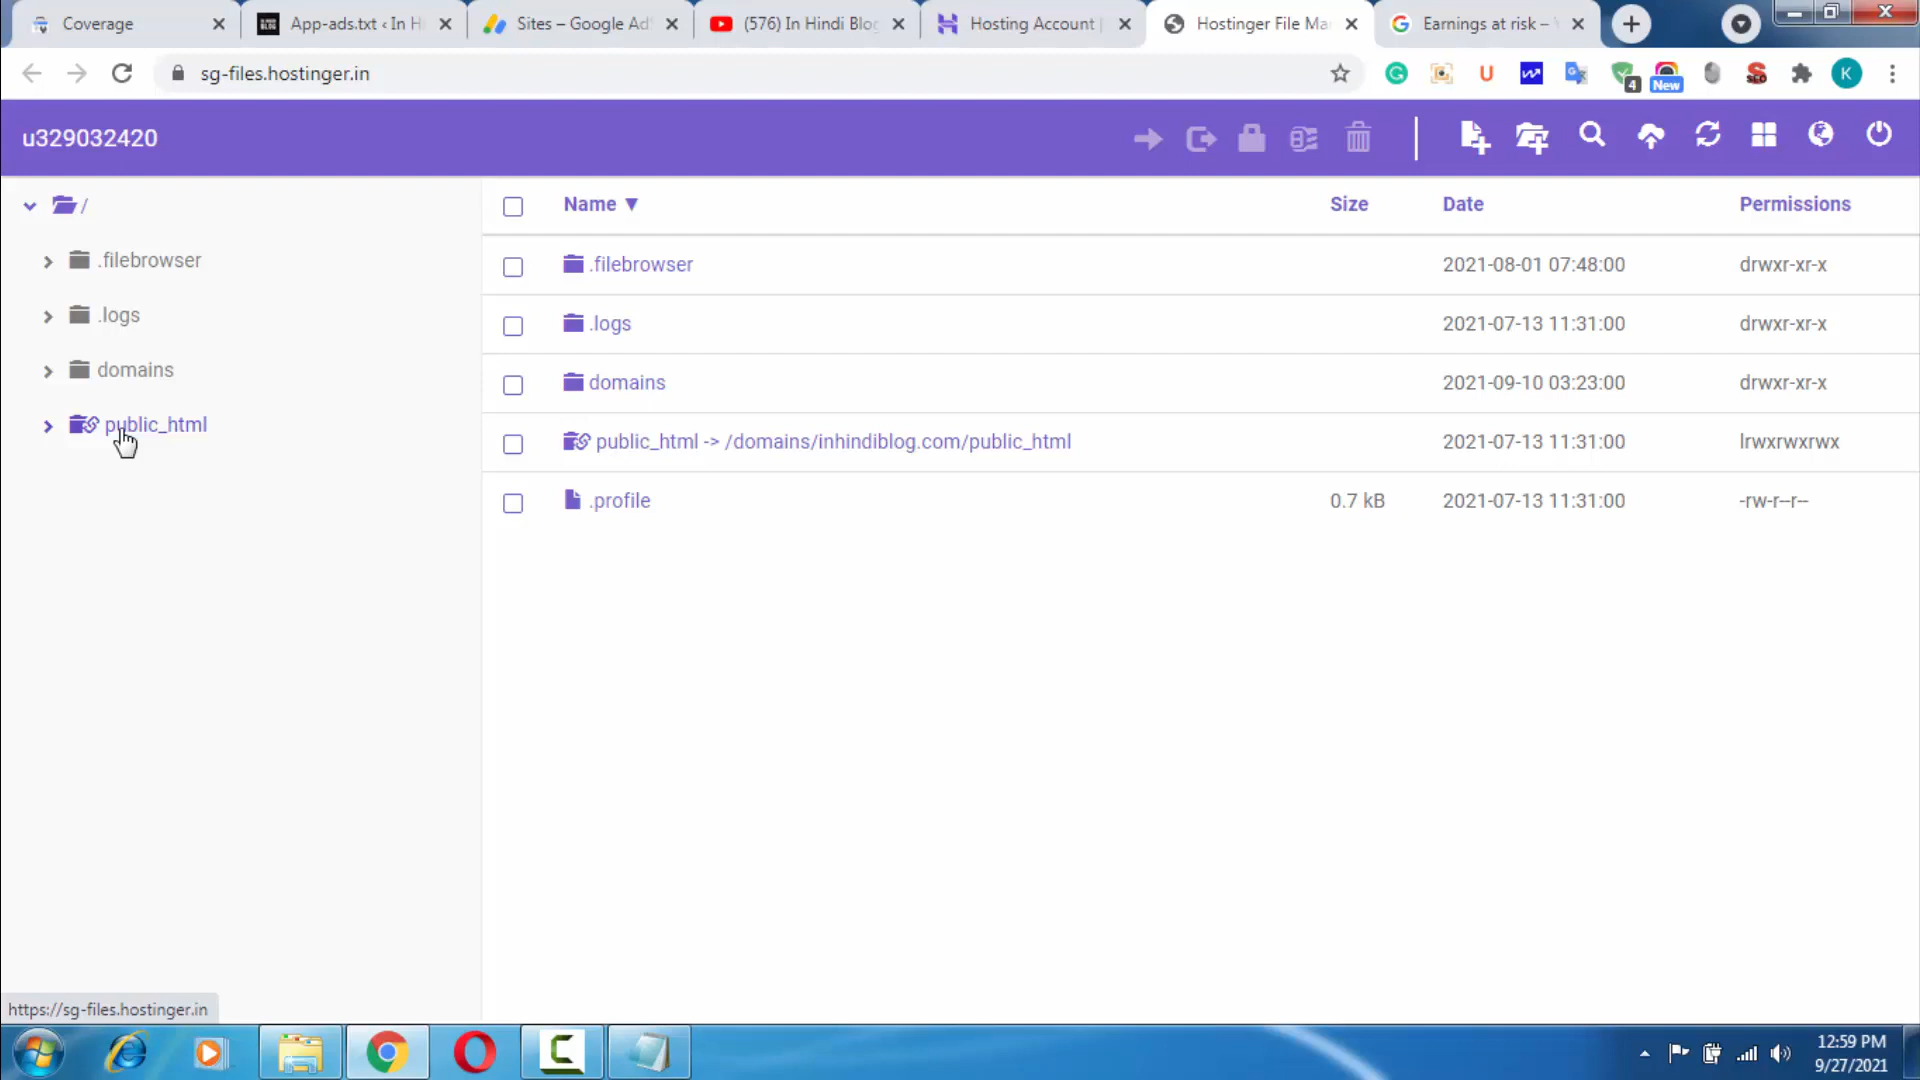 Coverage
App-ads.txt ‹ In H
Sites – Google Ad
(576) In Hindi Blog
Hosting Account |
Hostinger File Ma
Earnings at risk –
sg-files.hostinger.in
4
New
K
u329032420
/
.filebrowser
.logs
domains
public_html
Name ▼ Size Date Permissions
.filebrowser 2021-08-01 07:48:00 drwxr-xr-x
.logs 2021-07-13 11:31:00 drwxr-xr-x
domains 2021-09-10 03:23:00 drwxr-xr-x
public_html -> /domains/inhindiblog.com/public_html 2021-07-13 11:31:00 lrwxrwxrwx
.profile 0.7 kB 2021-07-13 11:31:00 -rw-r--r--
https://sg-files.hostinger.in
12:59 PM
9/27/2021